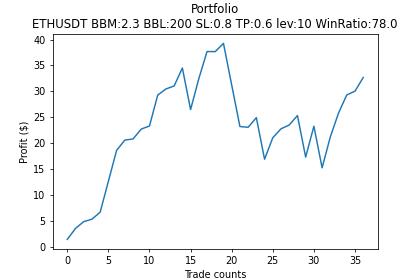 Portfolio
ETHUSDT BBM:2.3 BBL:200 SL:0.8 TP:0.6 lev:10 WinRatio:78.0
40
35
30
25
20
15
10
5
0
Profit ($)
0 5 10 15 20 25 30 35
Trade counts